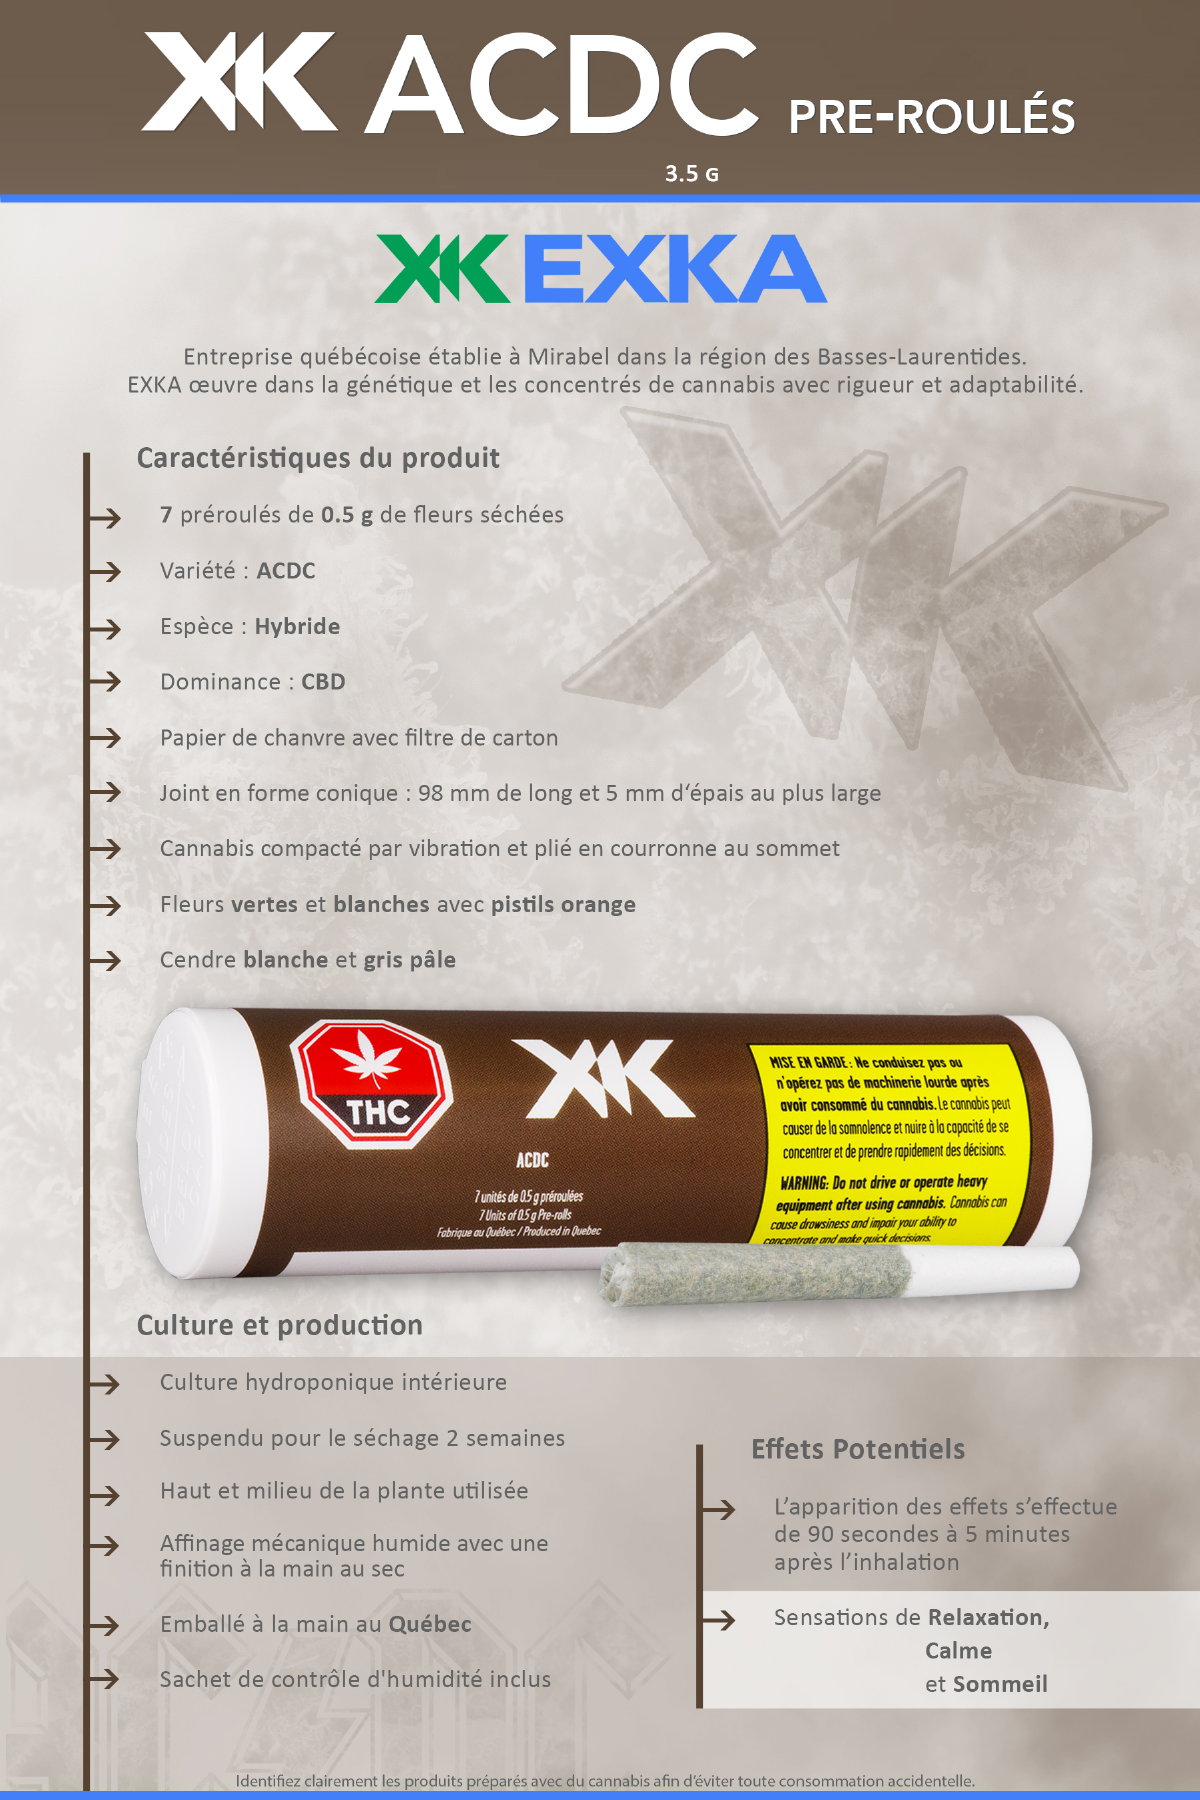 XK ACDC PRE-ROULÉS
3.5 G
XK EXKA
Entreprise québécoise établie à Mirabel dans la région des Basses-Laurentides.
EXKA œuvre dans la génétique et les concentrés de cannabis avec rigueur et adaptabilité.
Caractéristiques du produit
7 préroulés de 0.5 g de fleurs séchées
Variété : ACDC
Espèce : Hybride
Dominance : CBD
Papier de chanvre avec filtre de carton
Joint en forme conique : 98 mm de long et 5 mm d‘épais au plus large
Cannabis compacté par vibration et plié en courronne au sommet
Fleurs vertes et blanches avec pistils orange
Cendre blanche et gris pâle
THC
XK
ACDC
7 unités de 0.5 g préroulées
7 Units of 0.5 g Pre-rolls
Fabrique au Québec / Produced in Quebec
MISE EN GARDE : Ne conduisez pas ou
n'opérez pas de machinerie lourde après
avoir consommé du cannabis. Le cannabis peut
causer de la somnolence et nuire à la capacité de se
concentrer et de prendre rapidement des décisions.
WARNING: Do not drive or operate heavy
equipment after using cannabis. Cannabis can
cause drowsiness and impair your ability to
concentrate and make quick decisions.
Culture et production
Culture hydroponique intérieure
Suspendu pour le séchage 2 semaines
Haut et milieu de la plante utilisée
Affinage mécanique humide avec une
finition à la main au sec
Emballé à la main au Québec
Sachet de contrôle d'humidité inclus
Effets Potentiels
L’apparition des effets s’effectue
de 90 secondes à 5 minutes
après l’inhalation
Sensations de Relaxation,
Calme
et Sommeil
Identifiez clairement les produits préparés avec du cannabis afin d’éviter toute consommation accidentelle.